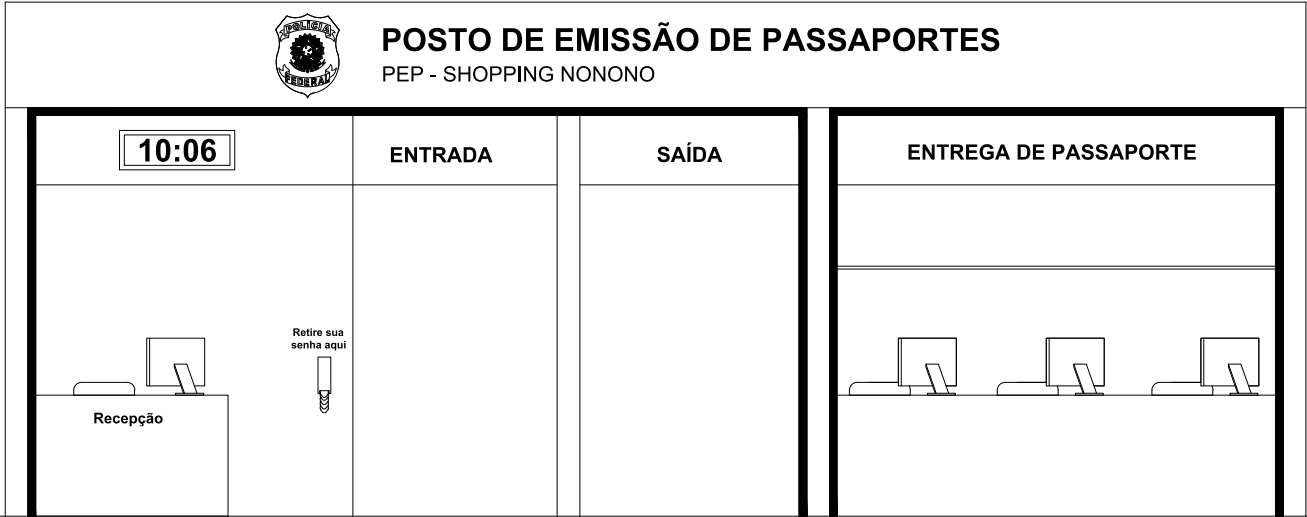 POLÍCIA
FEDERAL
POSTO DE EMISSÃO DE PASSAPORTES
PEP - SHOPPING NONONO
10:06
ENTRADA
SAÍDA
ENTREGA DE PASSAPORTE
Retire sua
senha aqui
Recepção